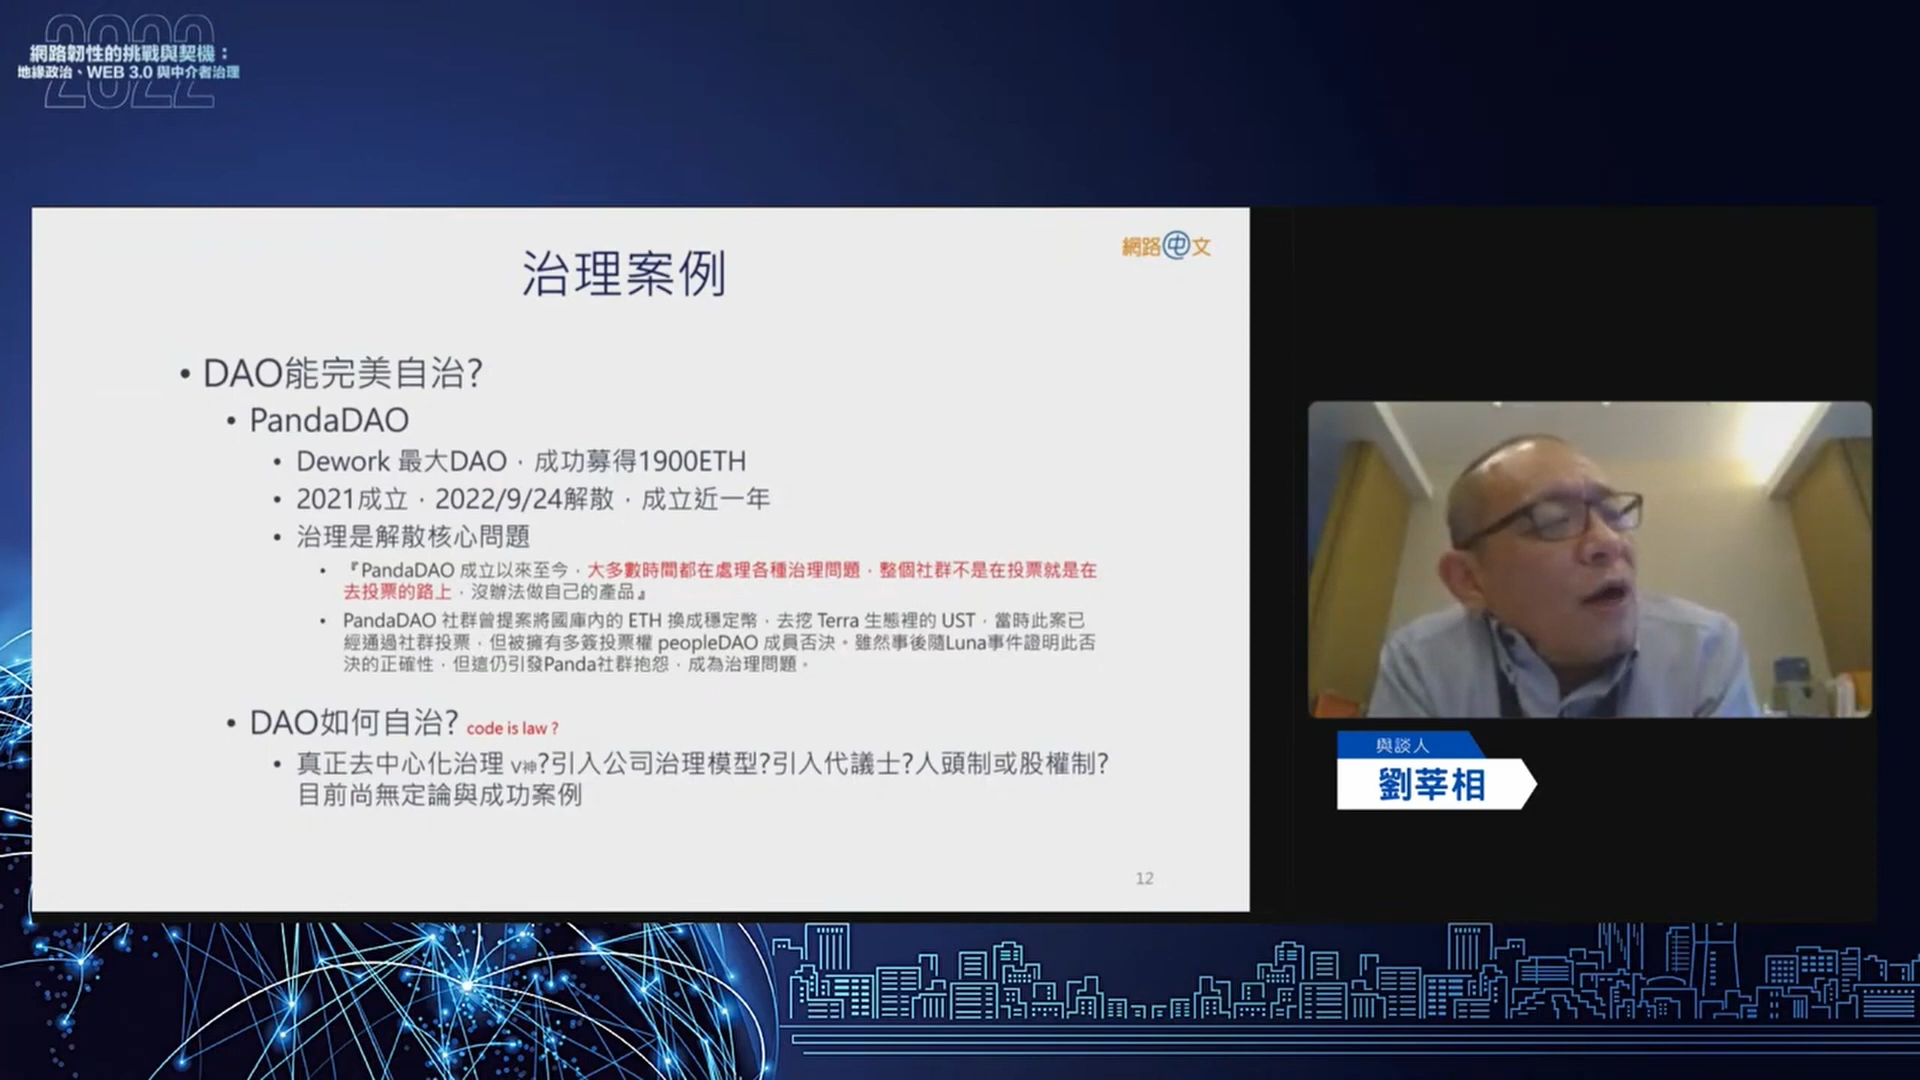 2022
網路韌性的挑戰與契機：
地緣政治、WEB 3.0 與中介者治理
網路中文
治理案例
• DAO能完美自治?
• PandaDAO
• Dework 最大DAO，成功募得1900ETH
• 2021成立，2022/9/24解散，成立近一年
• 治理是解散核心問題
• 『PandaDAO 成立以來至今，大多數時間都在處理各種治理問題，整個社群不是在投票就是在
去投票的路上，沒辦法做自己的產品』
• PandaDAO 社群曾提案將國庫內的 ETH 換成穩定幣，去挖 Terra 生態裡的 UST，當時此案已
經通過社群投票，但被擁有多簽投票權 peopleDAO 成員否決。雖然事後隨Luna事件證明此否
決的正確性，但這仍引發Panda社群抱怨，成為治理問題。
• DAO如何自治? code is law ?
• 真正去中心化治理 V神?引入公司治理模型?引入代議士?人頭制或股權制?
目前尚無定論與成功案例
12
與談人
劉莘相